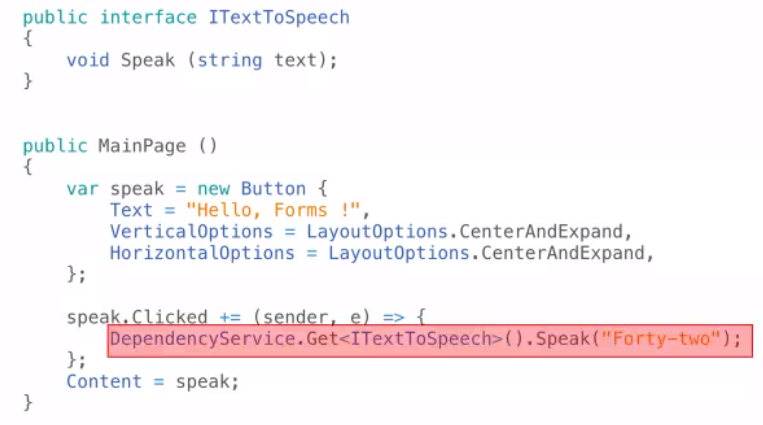 public interface ITextToSpeech
{
    void Speak (string text);
}
public MainPage ()
{
    var speak = new Button {
        Text = "Hello, Forms !",
        VerticalOptions = LayoutOptions.CenterAndExpand,
        HorizontalOptions = LayoutOptions.CenterAndExpand,
    };
    speak.Clicked += (sender, e) => {
        DependencyService.Get<ITextToSpeech>().Speak("Forty-two");
    };
    Content = speak;
}